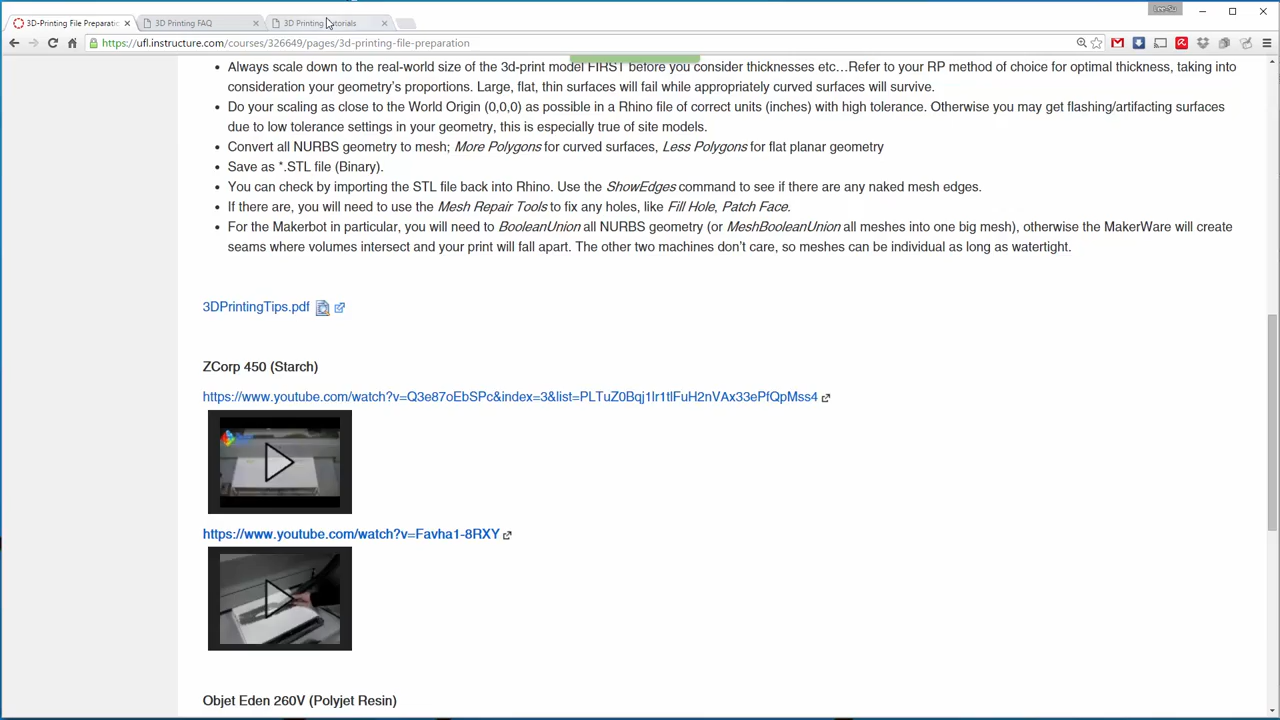 Lee-Su
3D-Printing File Preparatio
3D Printing FAQ
3D Printing Tutorials
https://ufl.instructure.com/courses/326649/pages/3d-printing-file-preparation
Always scale down to the real-world size of the 3d-print model FIRST before you consider thicknesses etc…Refer to your RP method of choice for optimal thickness, taking into
consideration your geometry's proportions. Large, flat, thin surfaces will fail while appropriately curved surfaces will survive.
Do your scaling as close to the World Origin (0,0,0) as possible in a Rhino file of correct units (inches) with high tolerance. Otherwise you may get flashing/artifacting surfaces
due to low tolerance settings in your geometry, this is especially true of site models.
Convert all NURBS geometry to mesh; More Polygons for curved surfaces, Less Polygons for flat planar geometry
Save as *.STL file (Binary).
You can check by importing the STL file back into Rhino. Use the ShowEdges command to see if there are any naked mesh edges.
If there are, you will need to use the Mesh Repair Tools to fix any holes, like Fill Hole, Patch Face.
For the Makerbot in particular, you will need to BooleanUnion all NURBS geometry (or MeshBooleanUnion all meshes into one big mesh), otherwise the MakerWare will create
seams where volumes intersect and your print will fall apart. The other two machines don't care, so meshes can be individual as long as watertight.
3DPrintingTips.pdf
ZCorp 450 (Starch)
https://www.youtube.com/watch?v=Q3e87oEbSPc&index=3&list=PLTuZ0Bqj1lr1tlFuH2nVAx33ePfQpMss4
https://www.youtube.com/watch?v=Favha1-8RXY
Objet Eden 260V (Polyjet Resin)